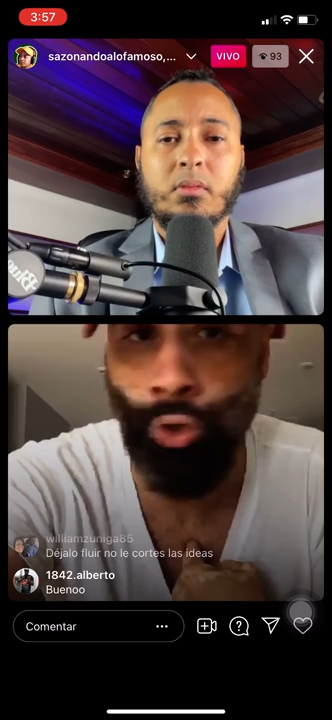 3:57
sazonandoalofamoso,...
VIVO
93
williamzuniga85
Déjalo fluir no le cortes las ideas
1842.alberto
Buenoo
Comentar